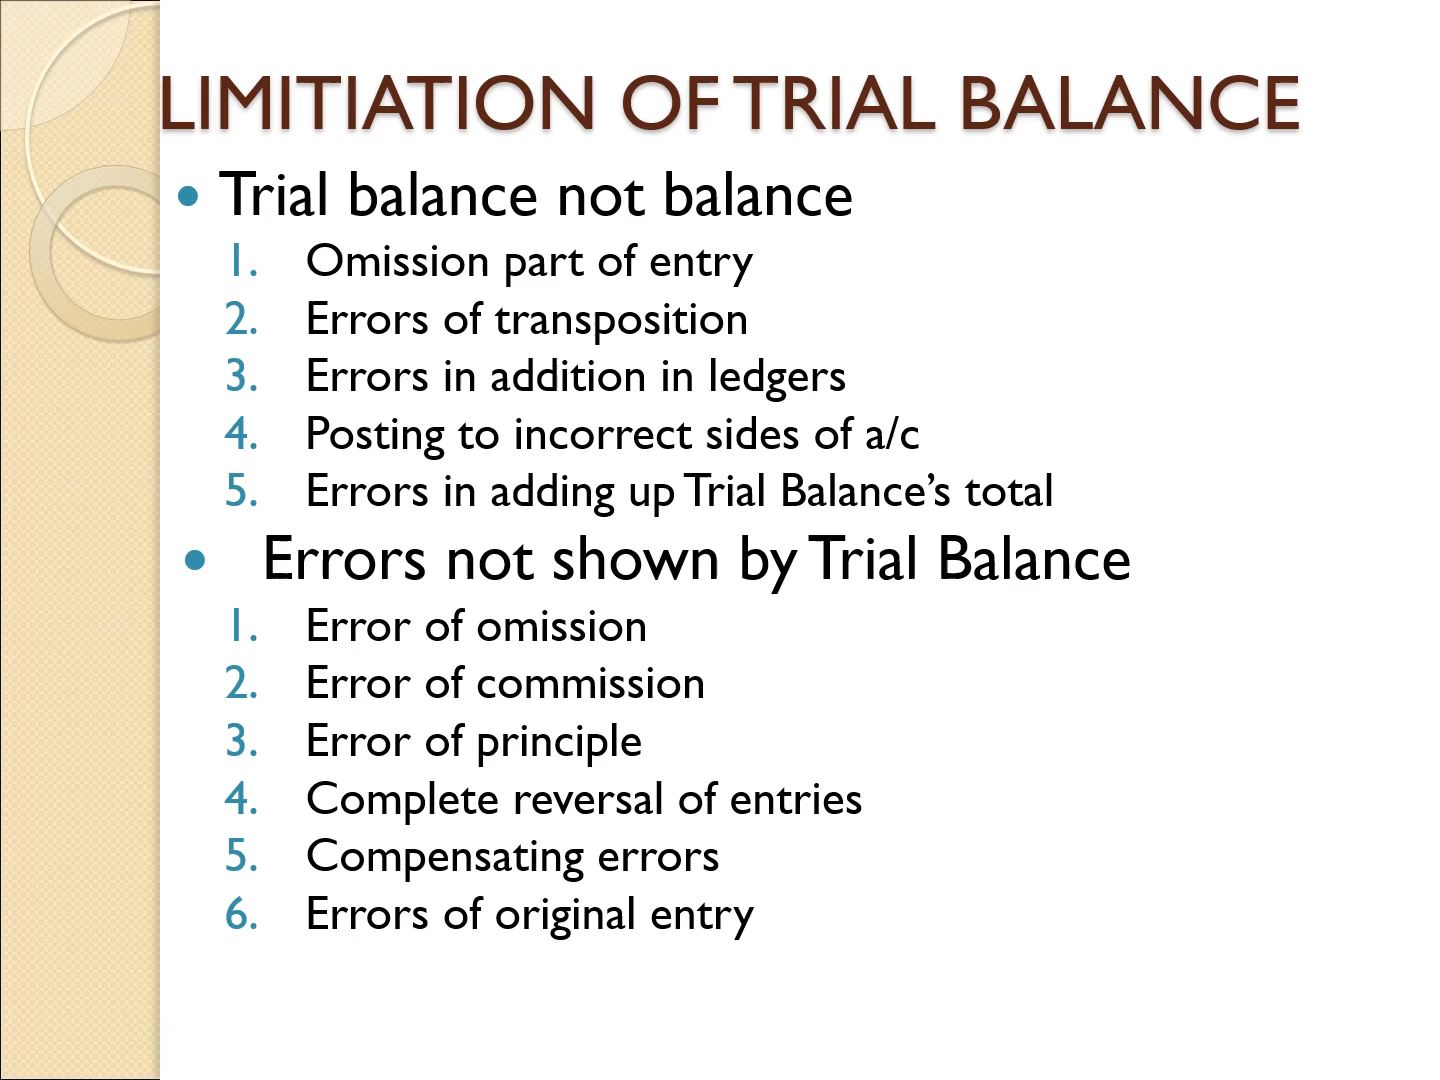 LIMITIATION OF TRIAL BALANCE
• Trial balance not balance
1. Omission part of entry
2. Errors of transposition
3. Errors in addition in ledgers
4. Posting to incorrect sides of a/c
5. Errors in adding up Trial Balance’s total
• Errors not shown by Trial Balance
1. Error of omission
2. Error of commission
3. Error of principle
4. Complete reversal of entries
5. Compensating errors
6. Errors of original entry